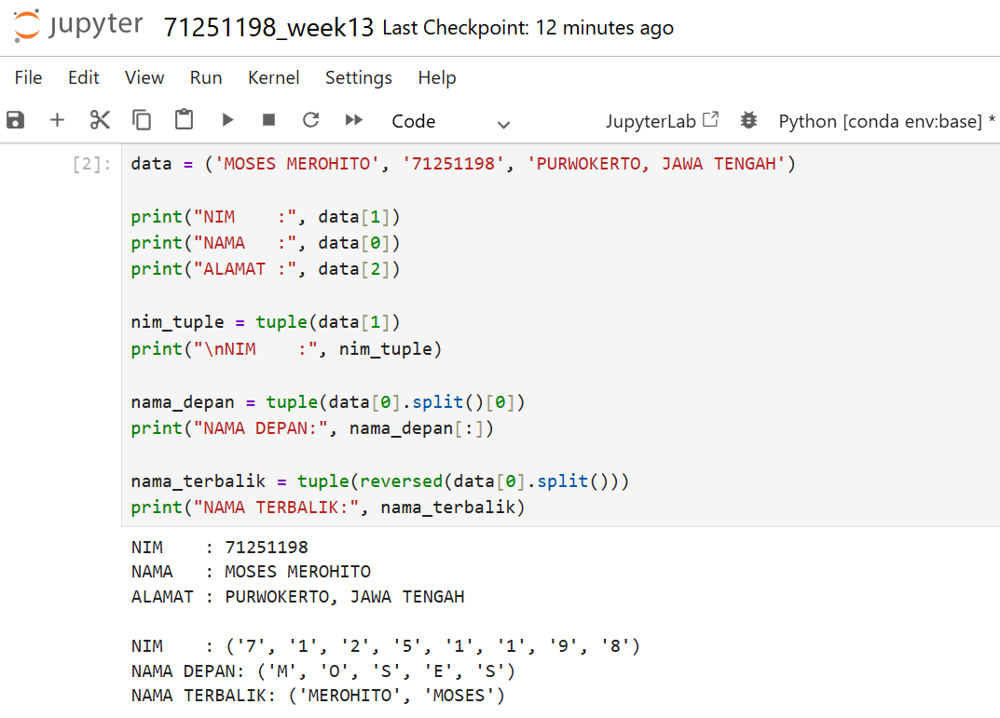 jupyter 71251198_week13 Last Checkpoint: 12 minutes ago
File Edit View Run Kernel Settings Help
Code JupyterLab Python [conda env:base] *
[2]: data = ('MOSES MEROHITO', '71251198', 'PURWOKERTO, JAWA TENGAH')
print("NIM    :", data[1])
print("NAMA   :", data[0])
print("ALAMAT :", data[2])
nim_tuple = tuple(data[1])
print("\nNIM    :", nim_tuple)
nama_depan = tuple(data[0].split()[0])
print("NAMA DEPAN:", nama_depan[:])
nama_terbalik = tuple(reversed(data[0].split()))
print("NAMA TERBALIK:", nama_terbalik)
NIM    : 71251198
NAMA   : MOSES MEROHITO
ALAMAT : PURWOKERTO, JAWA TENGAH
NIM    : ('7', '1', '2', '5', '1', '1', '9', '8')
NAMA DEPAN: ('M', 'O', 'S', 'E', 'S')
NAMA TERBALIK: ('MEROHITO', 'MOSES')